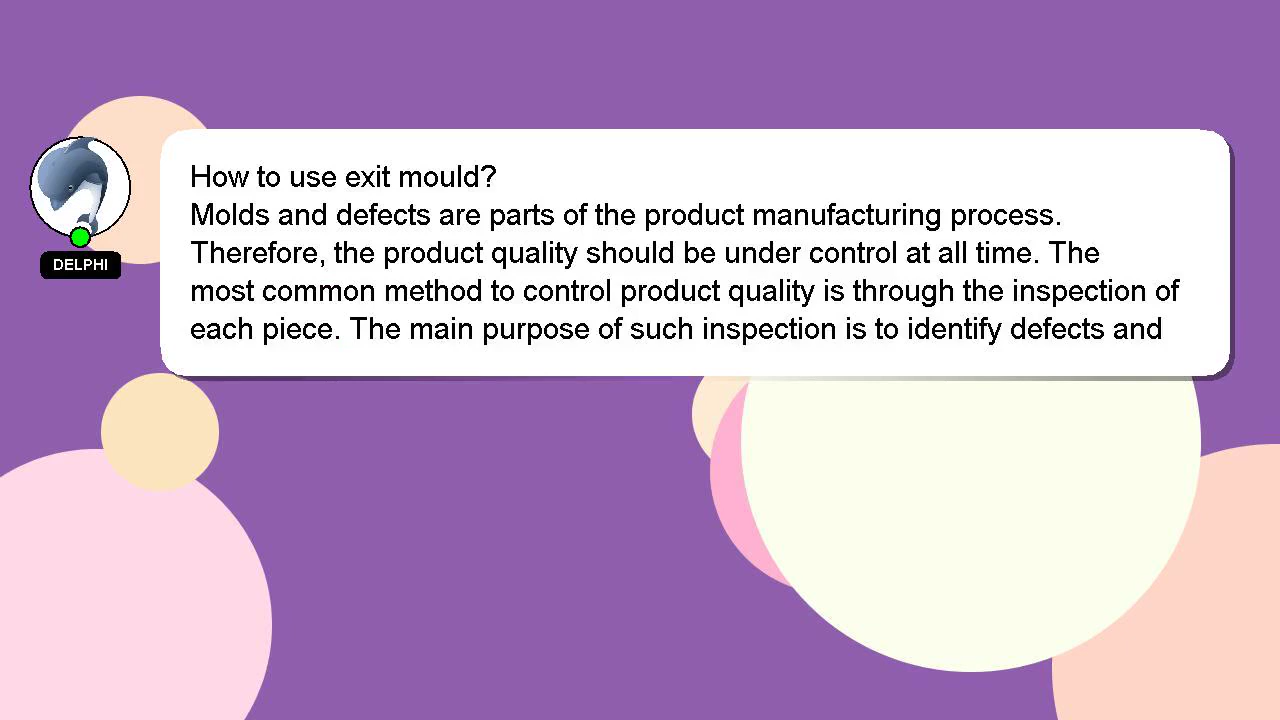 How to use exit mould?
Molds and defects are parts of the product manufacturing process.
Therefore, the product quality should be under control at all time. The
most common method to control product quality is through the inspection of
each piece. The main purpose of such inspection is to identify defects and
DELPHI